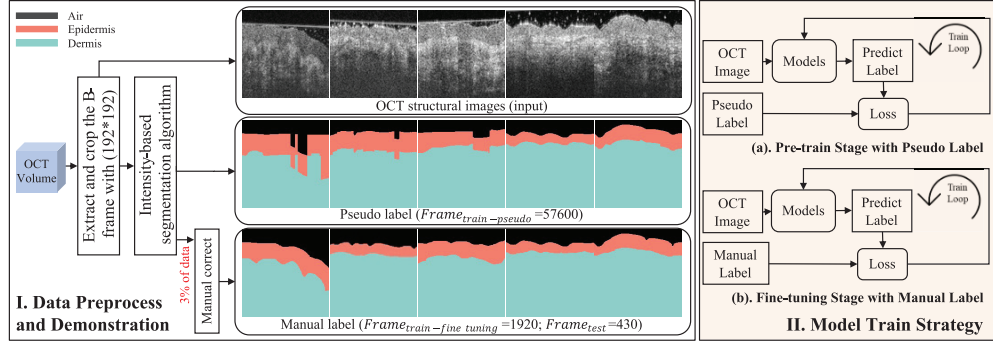 Air
Epidermis
Dermis
OCT
Volume
Extract and crop the B-
frame with (192*192)
Intensity-based
segmentation algorithm
3% of data
Manual correct
OCT structural images (input)
Pseudo label (Frame_train−pseudo =57600)
Manual label (Frame_train−fine tuning =1920; Frame_test=430)
I. Data Preprocess
and Demonstration
OCT
Image
Models
Predict
Label
Train
Loop
Pseudo
Label
Loss
(a). Pre-train Stage with Pseudo Label
OCT
Image
Models
Predict
Label
Train
Loop
Manual
Label
Loss
(b). Fine-tuning Stage with Manual Label
II. Model Train Strategy